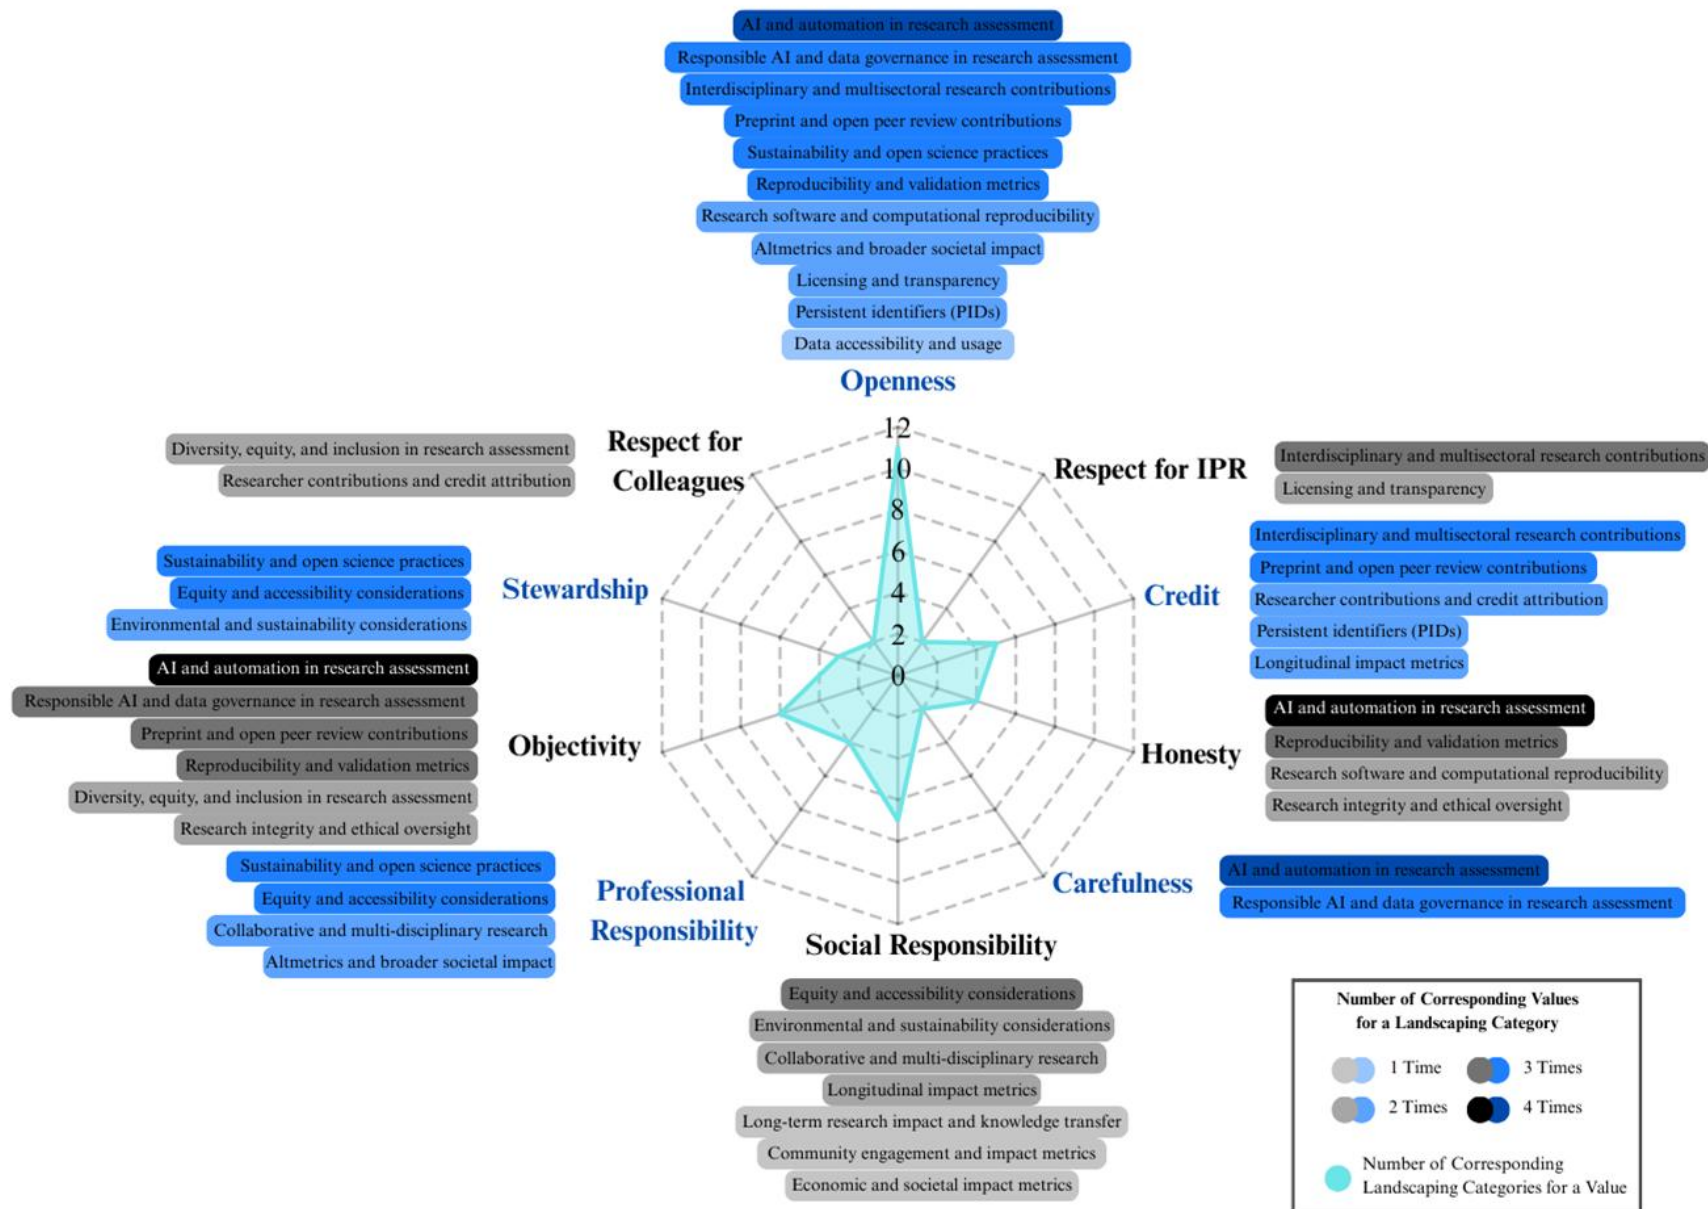 AI and automation in research assessment
Responsible AI and data governance in research assessment
Interdisciplinary and multisectoral research contributions
Preprint and open peer review contributions
Sustainability and open science practices
Reproducibility and validation metrics
Research software and computational reproducibility
Altmetrics and broader societal impact
Licensing and transparency
Persistent identifiers (PIDs)
Data accessibility and usage
Openness
12
10
8
6
4
2
0
Respect for IPR
Interdisciplinary and multisectoral research contributions
Licensing and transparency
Credit
Interdisciplinary and multisectoral research contributions
Preprint and open peer review contributions
Researcher contributions and credit attribution
Persistent identifiers (PIDs)
Longitudinal impact metrics
Honesty
AI and automation in research assessment
Reproducibility and validation metrics
Research software and computational reproducibility
Research integrity and ethical oversight
Carefulness
AI and automation in research assessment
Responsible AI and data governance in research assessment
Social Responsibility
Equity and accessibility considerations
Environmental and sustainability considerations
Collaborative and multi-disciplinary research
Longitudinal impact metrics
Long-term research impact and knowledge transfer
Community engagement and impact metrics
Economic and societal impact metrics
Professional
Responsibility
Sustainability and open science practices
Equity and accessibility considerations
Collaborative and multi-disciplinary research
Altmetrics and broader societal impact
Objectivity
AI and automation in research assessment
Responsible AI and data governance in research assessment
Preprint and open peer review contributions
Reproducibility and validation metrics
Diversity, equity, and inclusion in research assessment
Research integrity and ethical oversight
Stewardship
Sustainability and open science practices
Equity and accessibility considerations
Environmental and sustainability considerations
Respect for
Colleagues
Diversity, equity, and inclusion in research assessment
Researcher contributions and credit attribution
Number of Corresponding Values
for a Landscaping Category
1 Time
3 Times
2 Times
4 Times
Number of Corresponding
Landscaping Categories for a Value